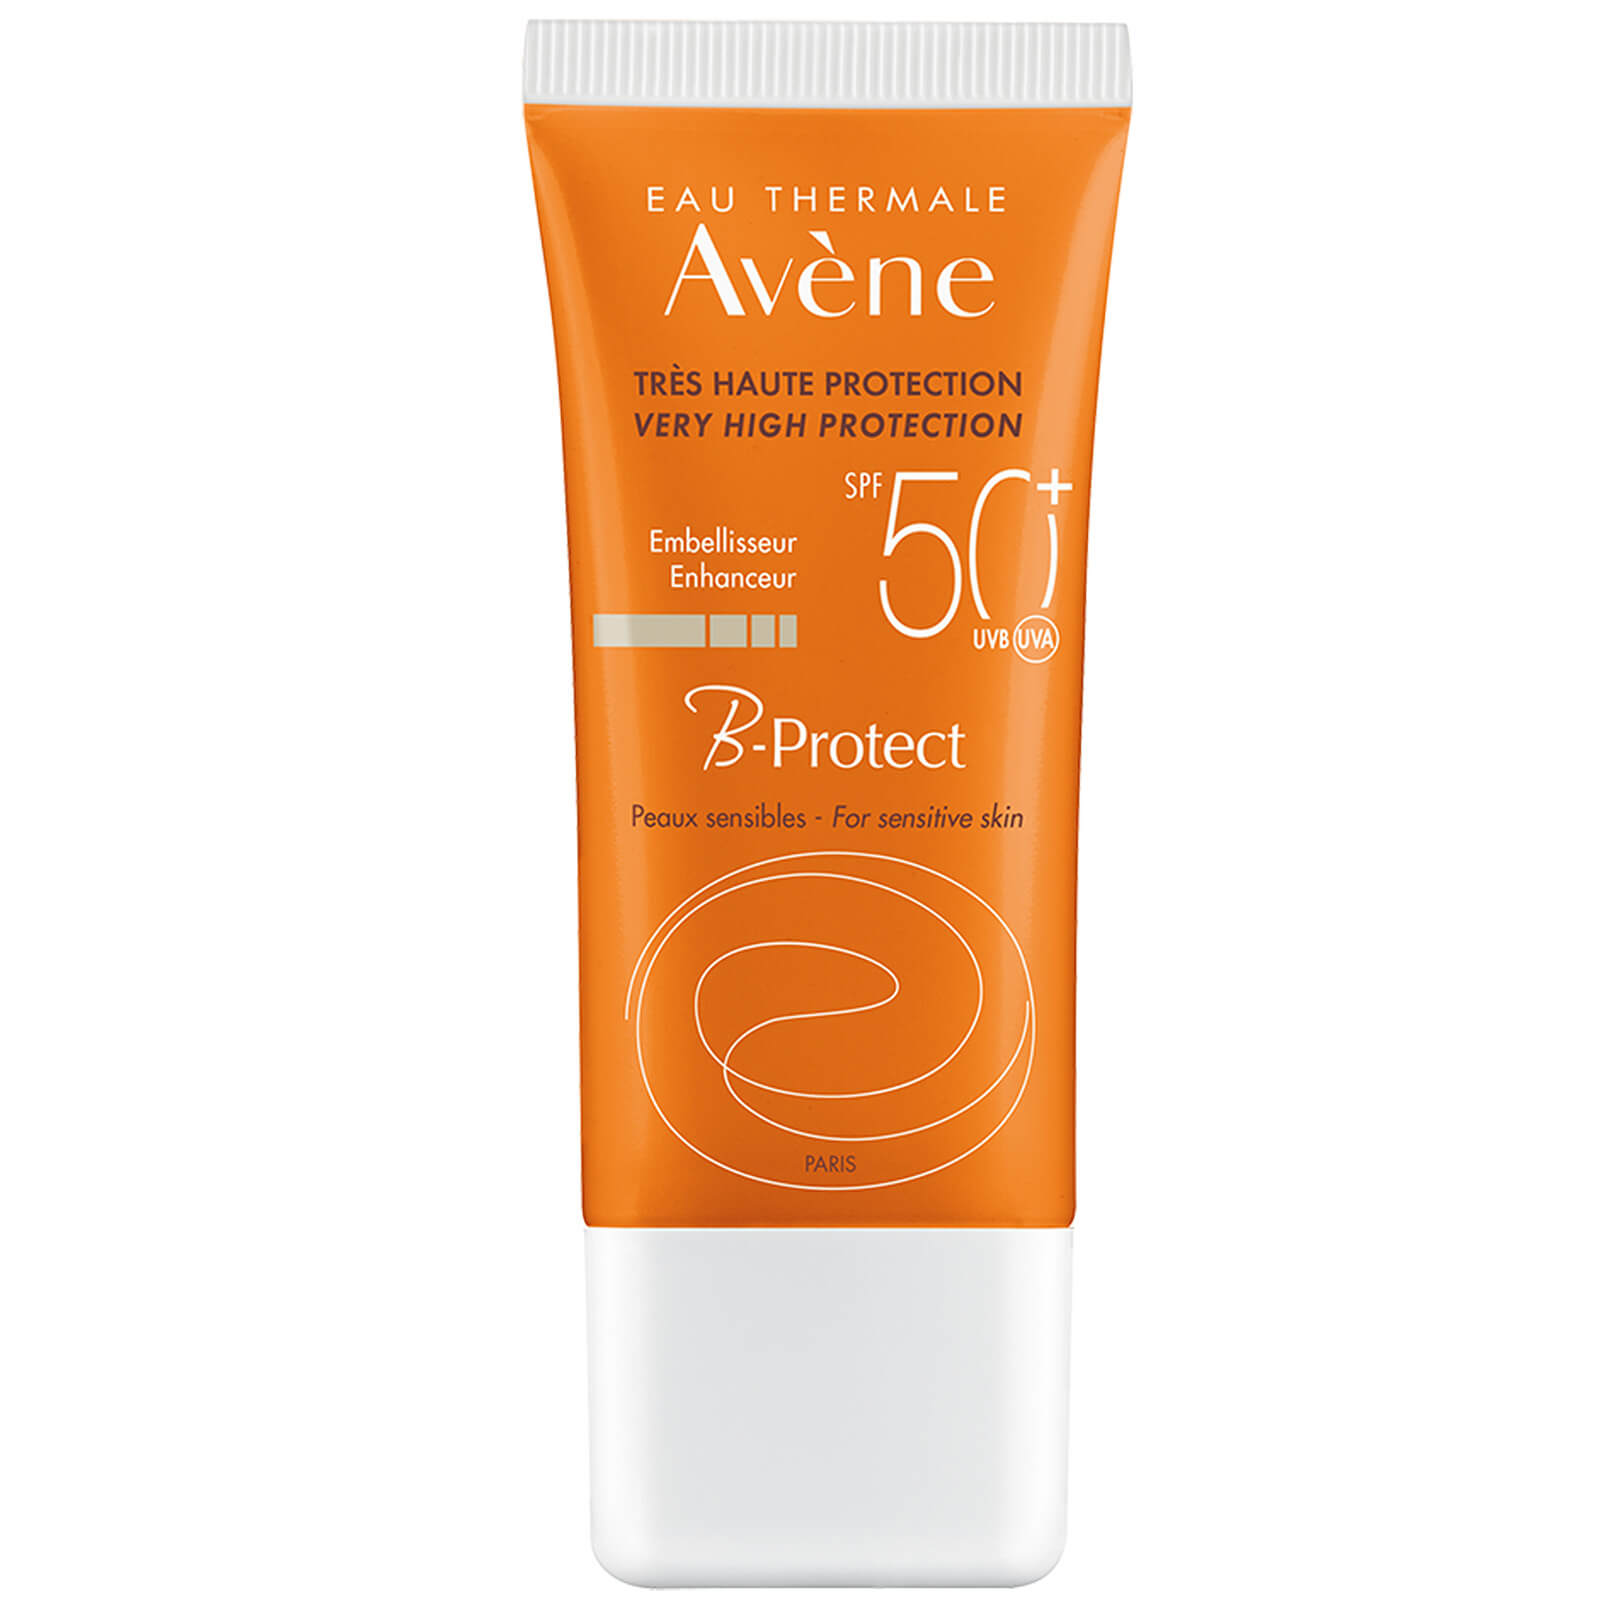 EAU THERMALE
Avène
TRÈS HAUTE PROTECTION
VERY HIGH PROTECTION
SPF 50+
Embellisseur
Enhanceur
UVB UVA
B-Protect
Peaux sensibles - For sensitive skin
PARIS